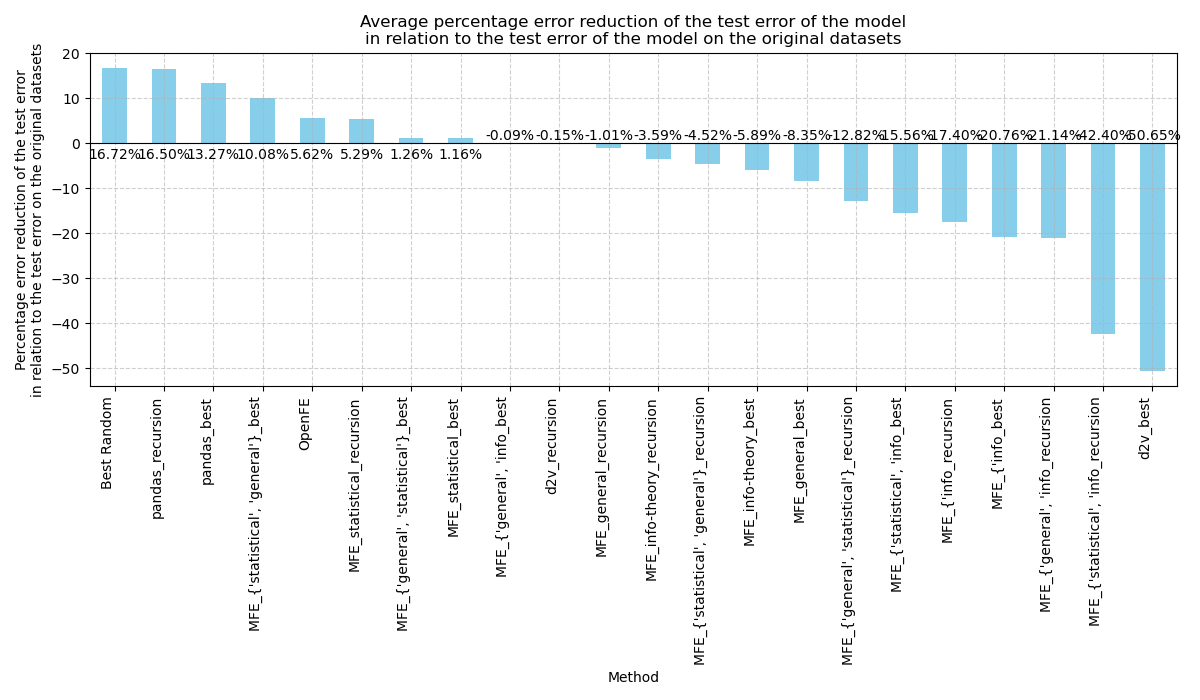 Average percentage error reduction of the test error of the model
in relation to the test error of the model on the original datasets
Percentage error reduction of the test error
in relation to the test error on the original datasets
20
10
0
−10
−20
−30
−40
−50
16.72% 16.50% 13.27% 10.08% 5.62% 5.29% 1.26% 1.16%
-0.09% -0.15% -1.01% -3.59% -4.52% -5.89% -8.35% -12.82% -15.56% -17.40% -20.76% -21.14% -42.40% -50.65%
Best Random
pandas_recursion
pandas_best
MFE_{'statistical', 'general'}_best
OpenFE
MFE_statistical_recursion
MFE_{'general', 'statistical'}_best
MFE_statistical_best
MFE_{'general', 'info_best
d2v_recursion
MFE_general_recursion
MFE_info-theory_recursion
MFE_{'statistical', 'general'}_recursion
MFE_info-theory_best
MFE_general_best
MFE_{'general', 'statistical'}_recursion
MFE_{'statistical', 'info_best
MFE_{'info_recursion
MFE_{'info_best
MFE_{'general', 'info_recursion
MFE_{'statistical', 'info_recursion
d2v_best
Method